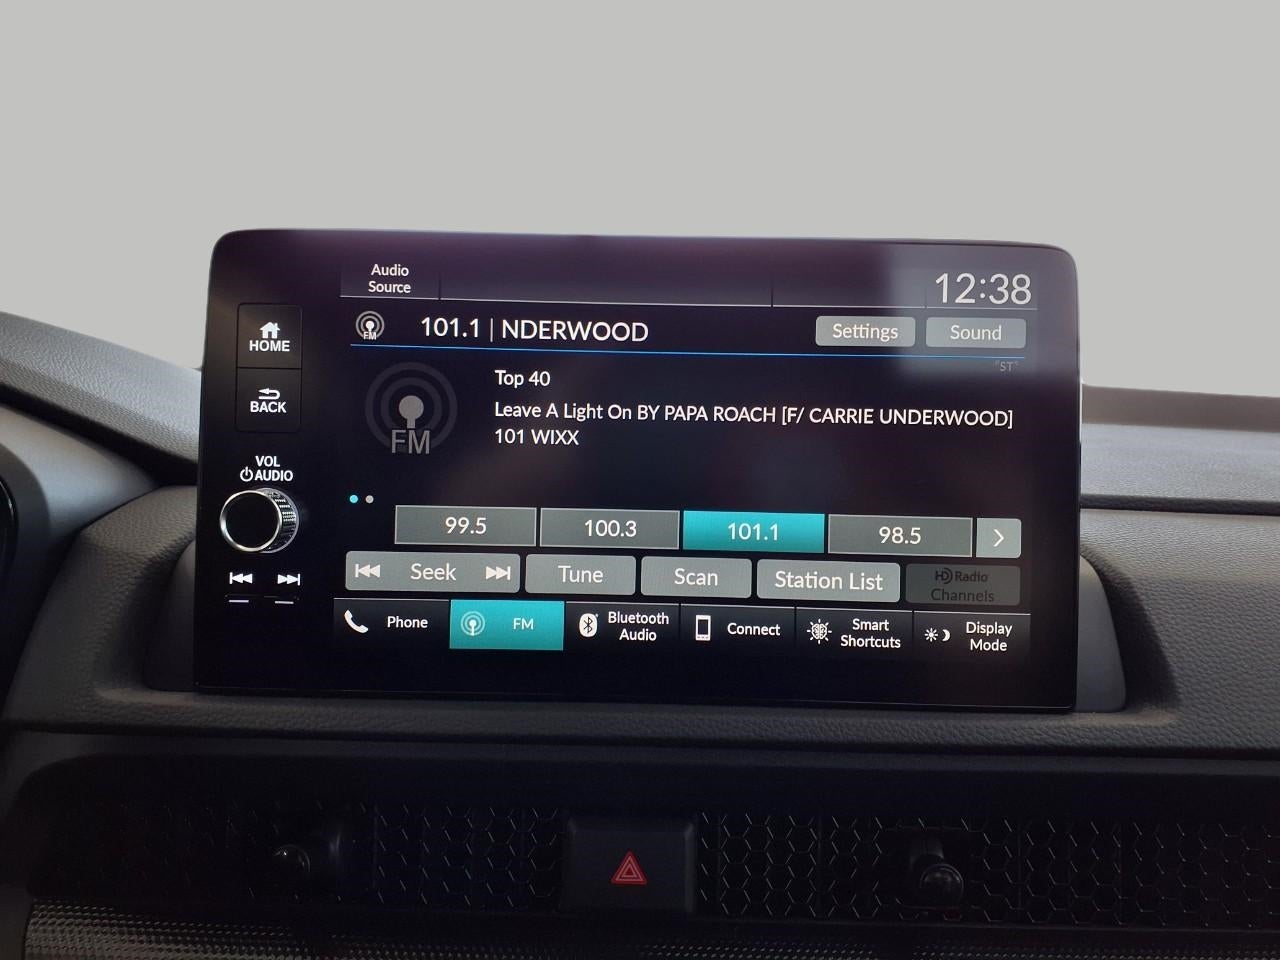 Audio
Source
12:38
FM
101.1 | NDERWOOD
Settings
Sound
"ST"
HOME
BACK
VOL
AUDIO
FM
Top 40
Leave A Light On BY PAPA ROACH [F/ CARRIE UNDERWOOD]
101 WIXX
99.5
100.3
101.1
98.5
Seek
Tune
Scan
Station List
HD Radio
Channels
Phone
FM
Bluetooth
Audio
Connect
Smart
Shortcuts
Display
Mode